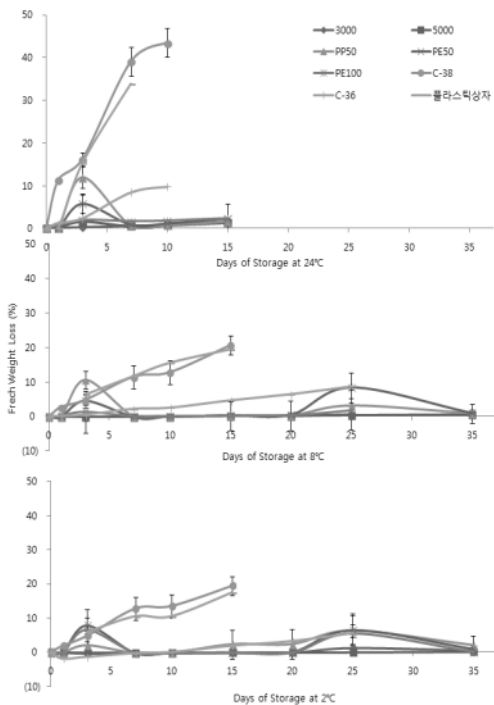 50
40
30
20
10
0
3000 5000
PP50 PE50
PE100 C-38
C-36 플라스틱상자
0 5 10 15 20 25 30 35
Days of Storage at 24℃
Frech Weight Loss (%)
50
40
30
20
10
0
(10)
0 5 10 15 20 25 30 35
Days of Storage at 8℃
50
40
30
20
10
0
(10)
0 5 10 15 20 25 30 35
Days of Storage at 2℃